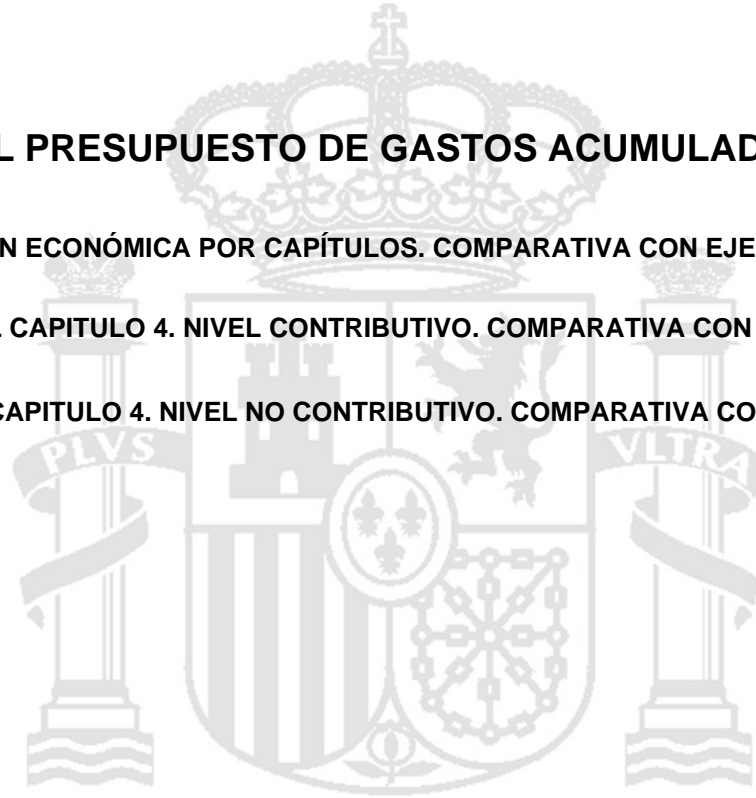 L PRESUPUESTO DE GASTOS ACUMULAD
N ECONÓMICA POR CAPÍTULOS. COMPARATIVA CON EJE
L CAPITULO 4. NIVEL CONTRIBUTIVO. COMPARATIVA CON
CAPITULO 4. NIVEL NO CONTRIBUTIVO. COMPARATIVA CO
PLVS VLTRA